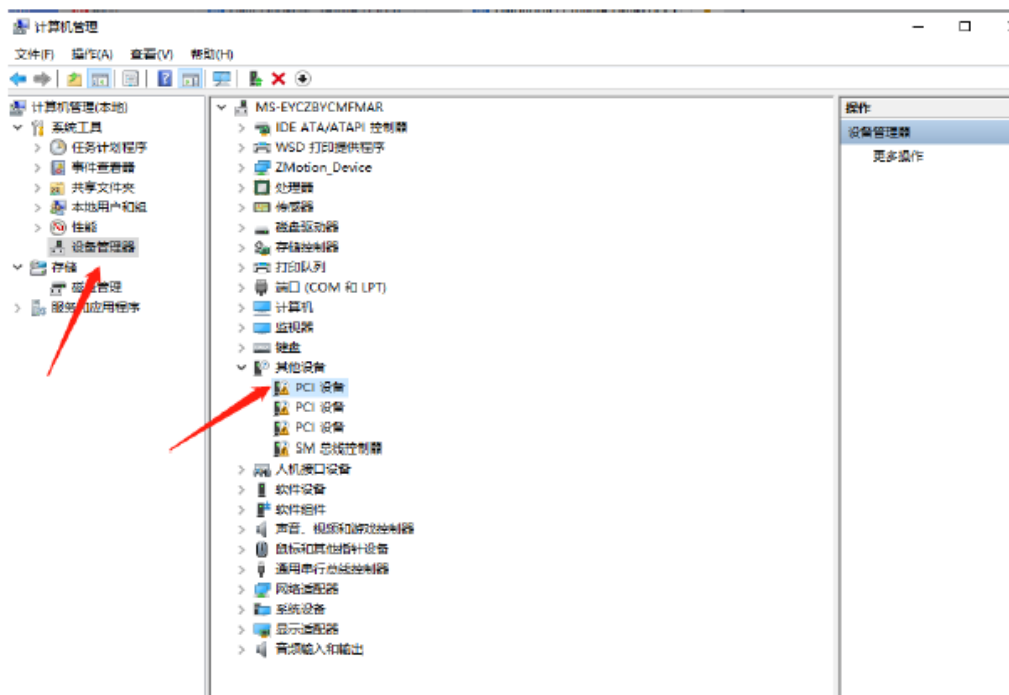 计算机管理
文件(F) 操作(A) 查看(V) 帮助(H)
计算机管理(本地)
系统工具
任务计划程序
事件查看器
共享文件夹
本地用户和组
性能
设备管理器
存储
磁盘管理
服务和应用程序
MS-EYCZBYCMFMAR
IDE ATA/ATAPI 控制器
WSD 打印提供程序
ZMotion_Device
处理器
传感器
磁盘驱动器
存储控制器
打印队列
端口 (COM 和 LPT)
计算机
监视器
键盘
其他设备
PCI 设备
PCI 设备
PCI 设备
SM 总线控制器
人机接口设备
软件设备
软件组件
声音、视频和游戏控制器
鼠标和其他指针设备
通用串行总线控制器
网络适配器
系统设备
显示适配器
音频输入和输出
操作
设备管理器
更多操作